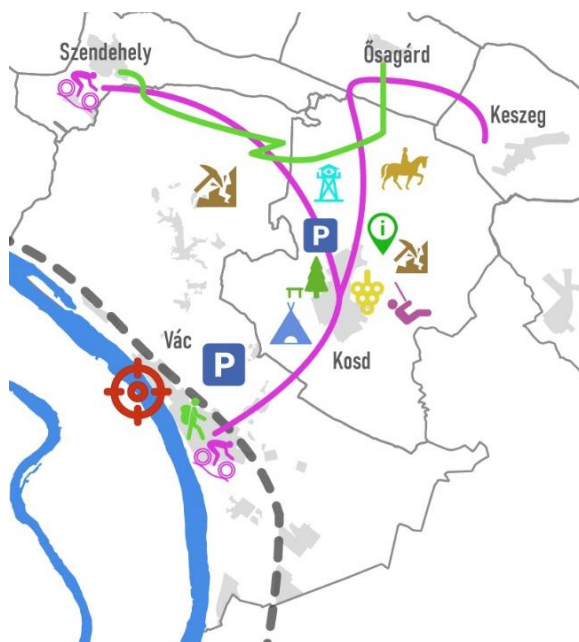 Szendehely
Ősagárd
Keszeg
P
i
Vác
P
Kosd